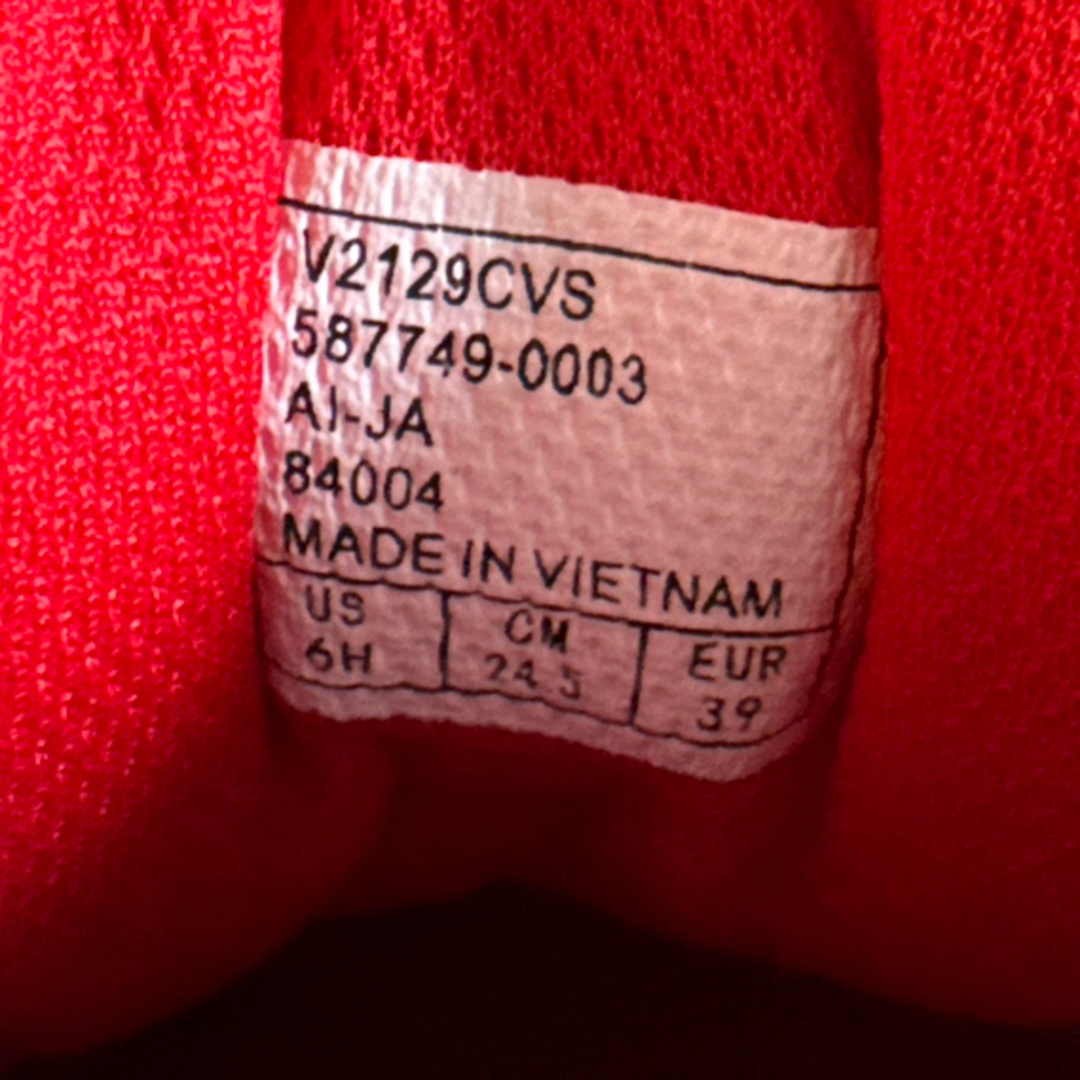 V2129CVS
587749-0003
AI-JA
84004
MADE IN VIETNAM
US CM EUR
6H 24.5 39